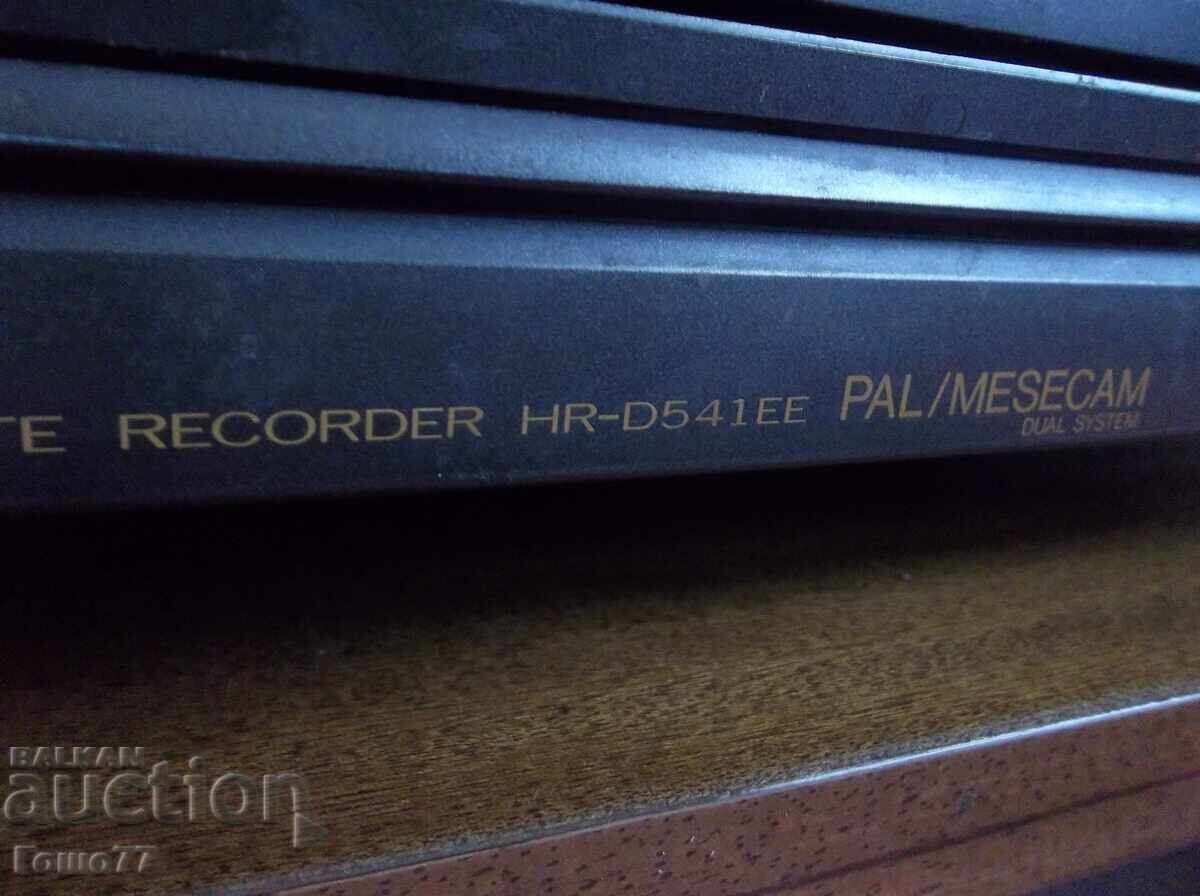 TE RECORDER HR-D541EE PAL/MESECAM
DUAL SYSTEM
BALKAN
auction
Гошо77